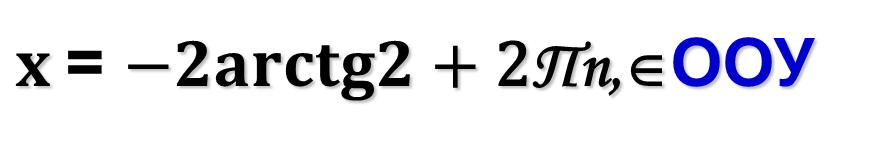 x = −2arctg2 + 2πn,∈ООУ